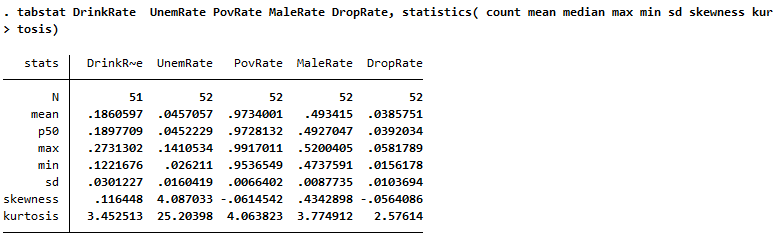 . tabstat DrinkRate  UnemRate PovRate MaleRate DropRate, statistics( count mean median max min sd skewness kur
> tosis)
stats DrinkR~e UnemRate PovRate MaleRate DropRate
N 51 52 52 52 52
mean .1860597 .0457057 .9734001 .493415 .0385751
p50 .1897709 .0452229 .9728132 .4927047 .0392034
max .2731302 .1410534 .9917011 .5200405 .0581789
min .1221676 .026211 .9536549 .4737591 .0156178
sd .0301227 .0160419 .0066402 .0087735 .0103694
skewness .116448 4.087033 -.0614542 .4342898 -.0564086
kurtosis 3.452513 25.20398 4.063823 3.774912 2.57614